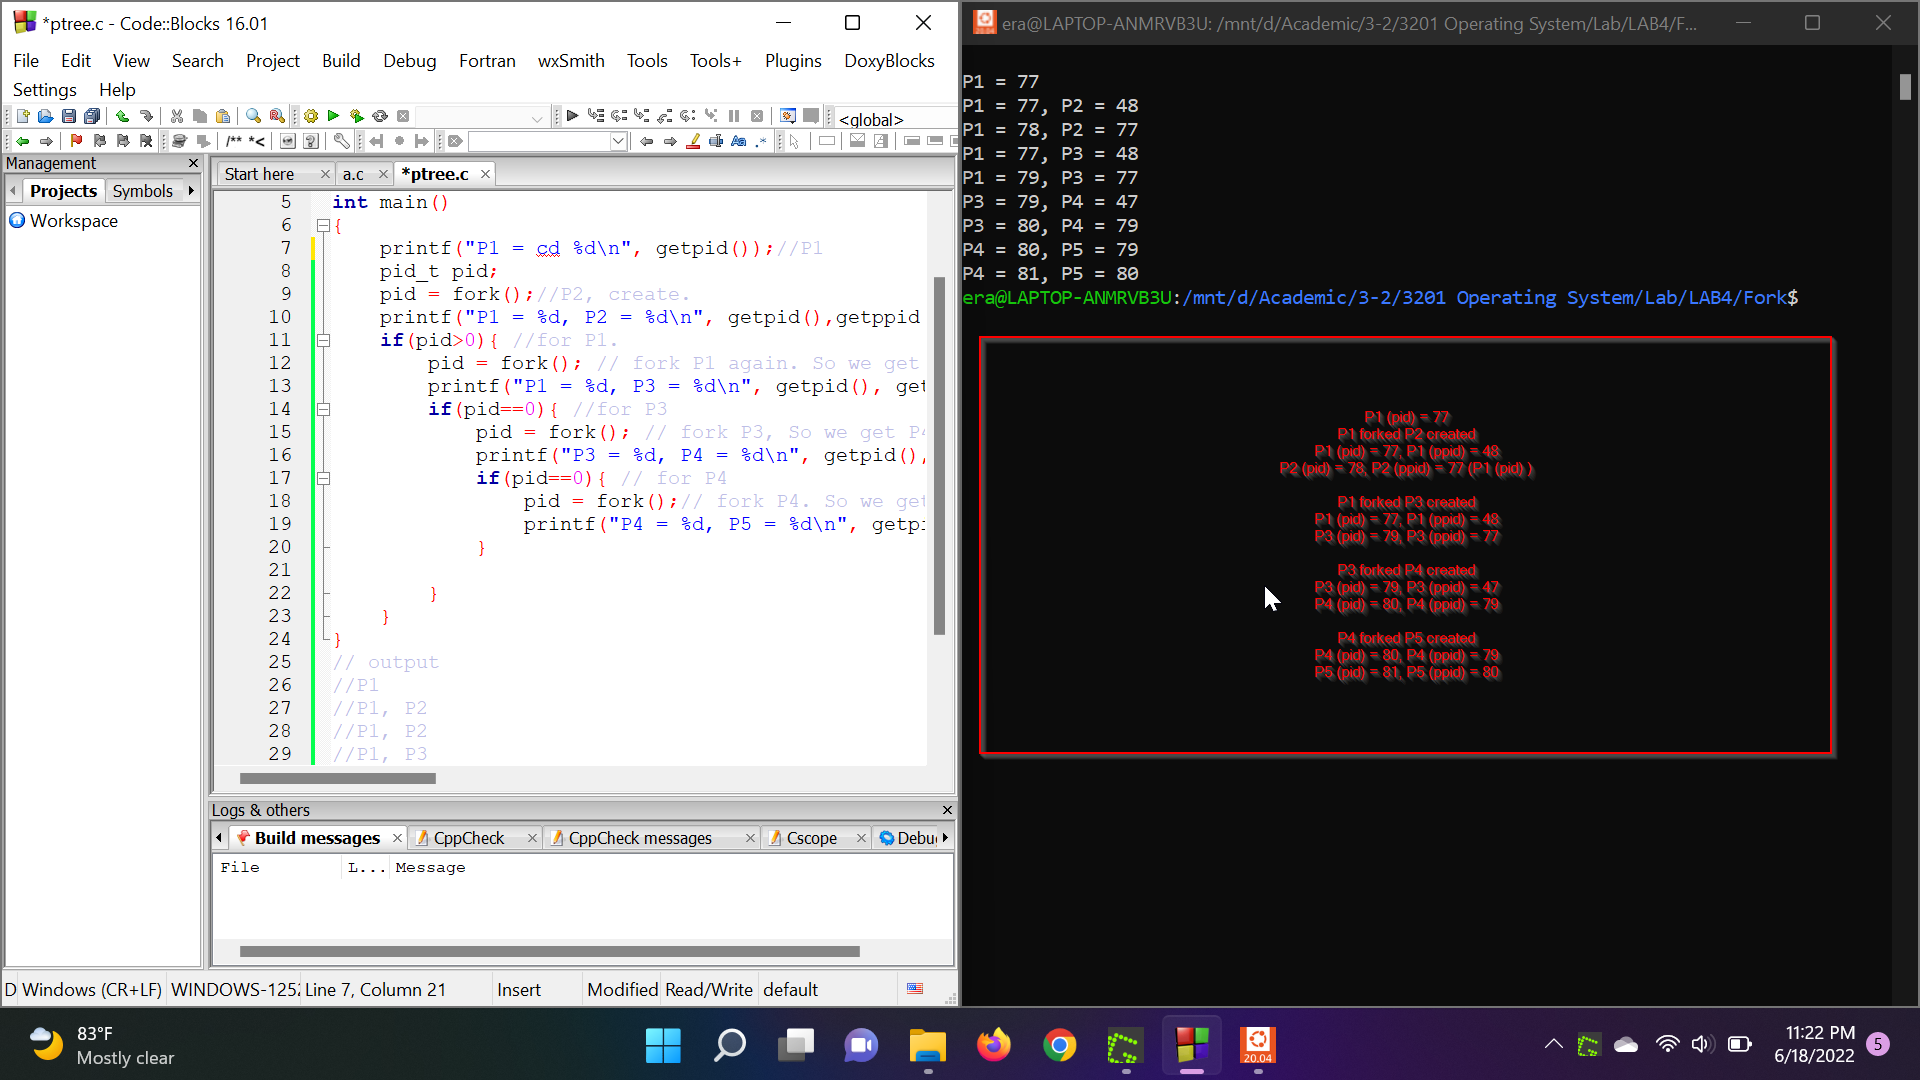 *ptree.c - Code::Blocks 16.01
File Edit View Search Project Build Debug Fortran wxSmith Tools Tools+ Plugins DoxyBlocks
Settings Help
<global>
/** *<
Management
Projects Symbols
Workspace
Start here a.c *ptree.c
5 int main()
6 {
7 printf("P1 = cd %d\n", getpid());//P1
8 pid_t pid;
9 pid = fork();//P2, create.
10 printf("P1 = %d, P2 = %d\n", getpid(),getppid
11 if(pid>0){ //for P1.
12 pid = fork(); // fork P1 again. So we get
13 printf("P1 = %d, P3 = %d\n", getpid(), get
14 if(pid==0){ //for P3
15 pid = fork(); // fork P3, So we get P4
16 printf("P3 = %d, P4 = %d\n", getpid(),
17 if(pid==0){ // for P4
18 pid = fork();// fork P4. So we get
19 printf("P4 = %d, P5 = %d\n", getpi
20 }
21
22 }
23 }
24 }
25 // output
26 //P1
27 //P1, P2
28 //P1, P2
29 //P1, P3
Logs & others
Build messages CppCheck CppCheck messages Cscope Debug
File L... Message
D Windows (CR+LF) WINDOWS-1252 Line 7, Column 21 Insert Modified Read/Write default
era@LAPTOP-ANMRVB3U: /mnt/d/Academic/3-2/3201 Operating System/Lab/LAB4/F...
P1 = 77
P1 = 77, P2 = 48
P1 = 78, P2 = 77
P1 = 77, P3 = 48
P1 = 79, P3 = 77
P3 = 79, P4 = 47
P3 = 80, P4 = 79
P4 = 80, P5 = 79
P4 = 81, P5 = 80
era@LAPTOP-ANMRVB3U:/mnt/d/Academic/3-2/3201 Operating System/Lab/LAB4/Fork$
P1 (pid) = 77
P1 forked P2 created
P1 (pid) = 77, P1 (ppid) = 48
P2 (pid) = 78, P2 (ppid) = 77 (P1 (pid) )
P1 forked P3 created
P1 (pid) = 77, P1 (ppid) = 48
P3 (pid) = 79, P3 (ppid) = 77
P3 forked P4 created
P3 (pid) = 79, P3 (ppid) = 47
P4 (pid) = 80, P4 (ppid) = 79
P4 forked P5 created
P4 (pid) = 80, P4 (ppid) = 79
P5 (pid) = 81, P5 (ppid) = 80
83°F
Mostly clear
20.04
11:22 PM
6/18/2022
5